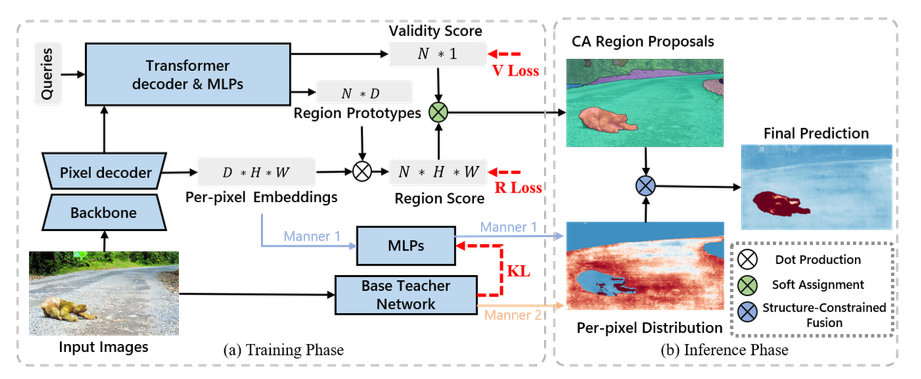 Queries
Transformer
decoder & MLPs
Validity Score
N * 1
V Loss
N * D
Region Prototypes
Pixel decoder
D * H * W
Per-pixel Embeddings
N * H * W
Region Score
R Loss
Backbone
Manner 1
MLPs
Manner 1
KL
Base Teacher
Network
Manner 2
Input Images
(a) Training Phase
CA Region Proposals
Final Prediction
Per-pixel Distribution
Dot Production
Soft Assignment
Structure-Constrained
Fusion
(b) Inference Phase